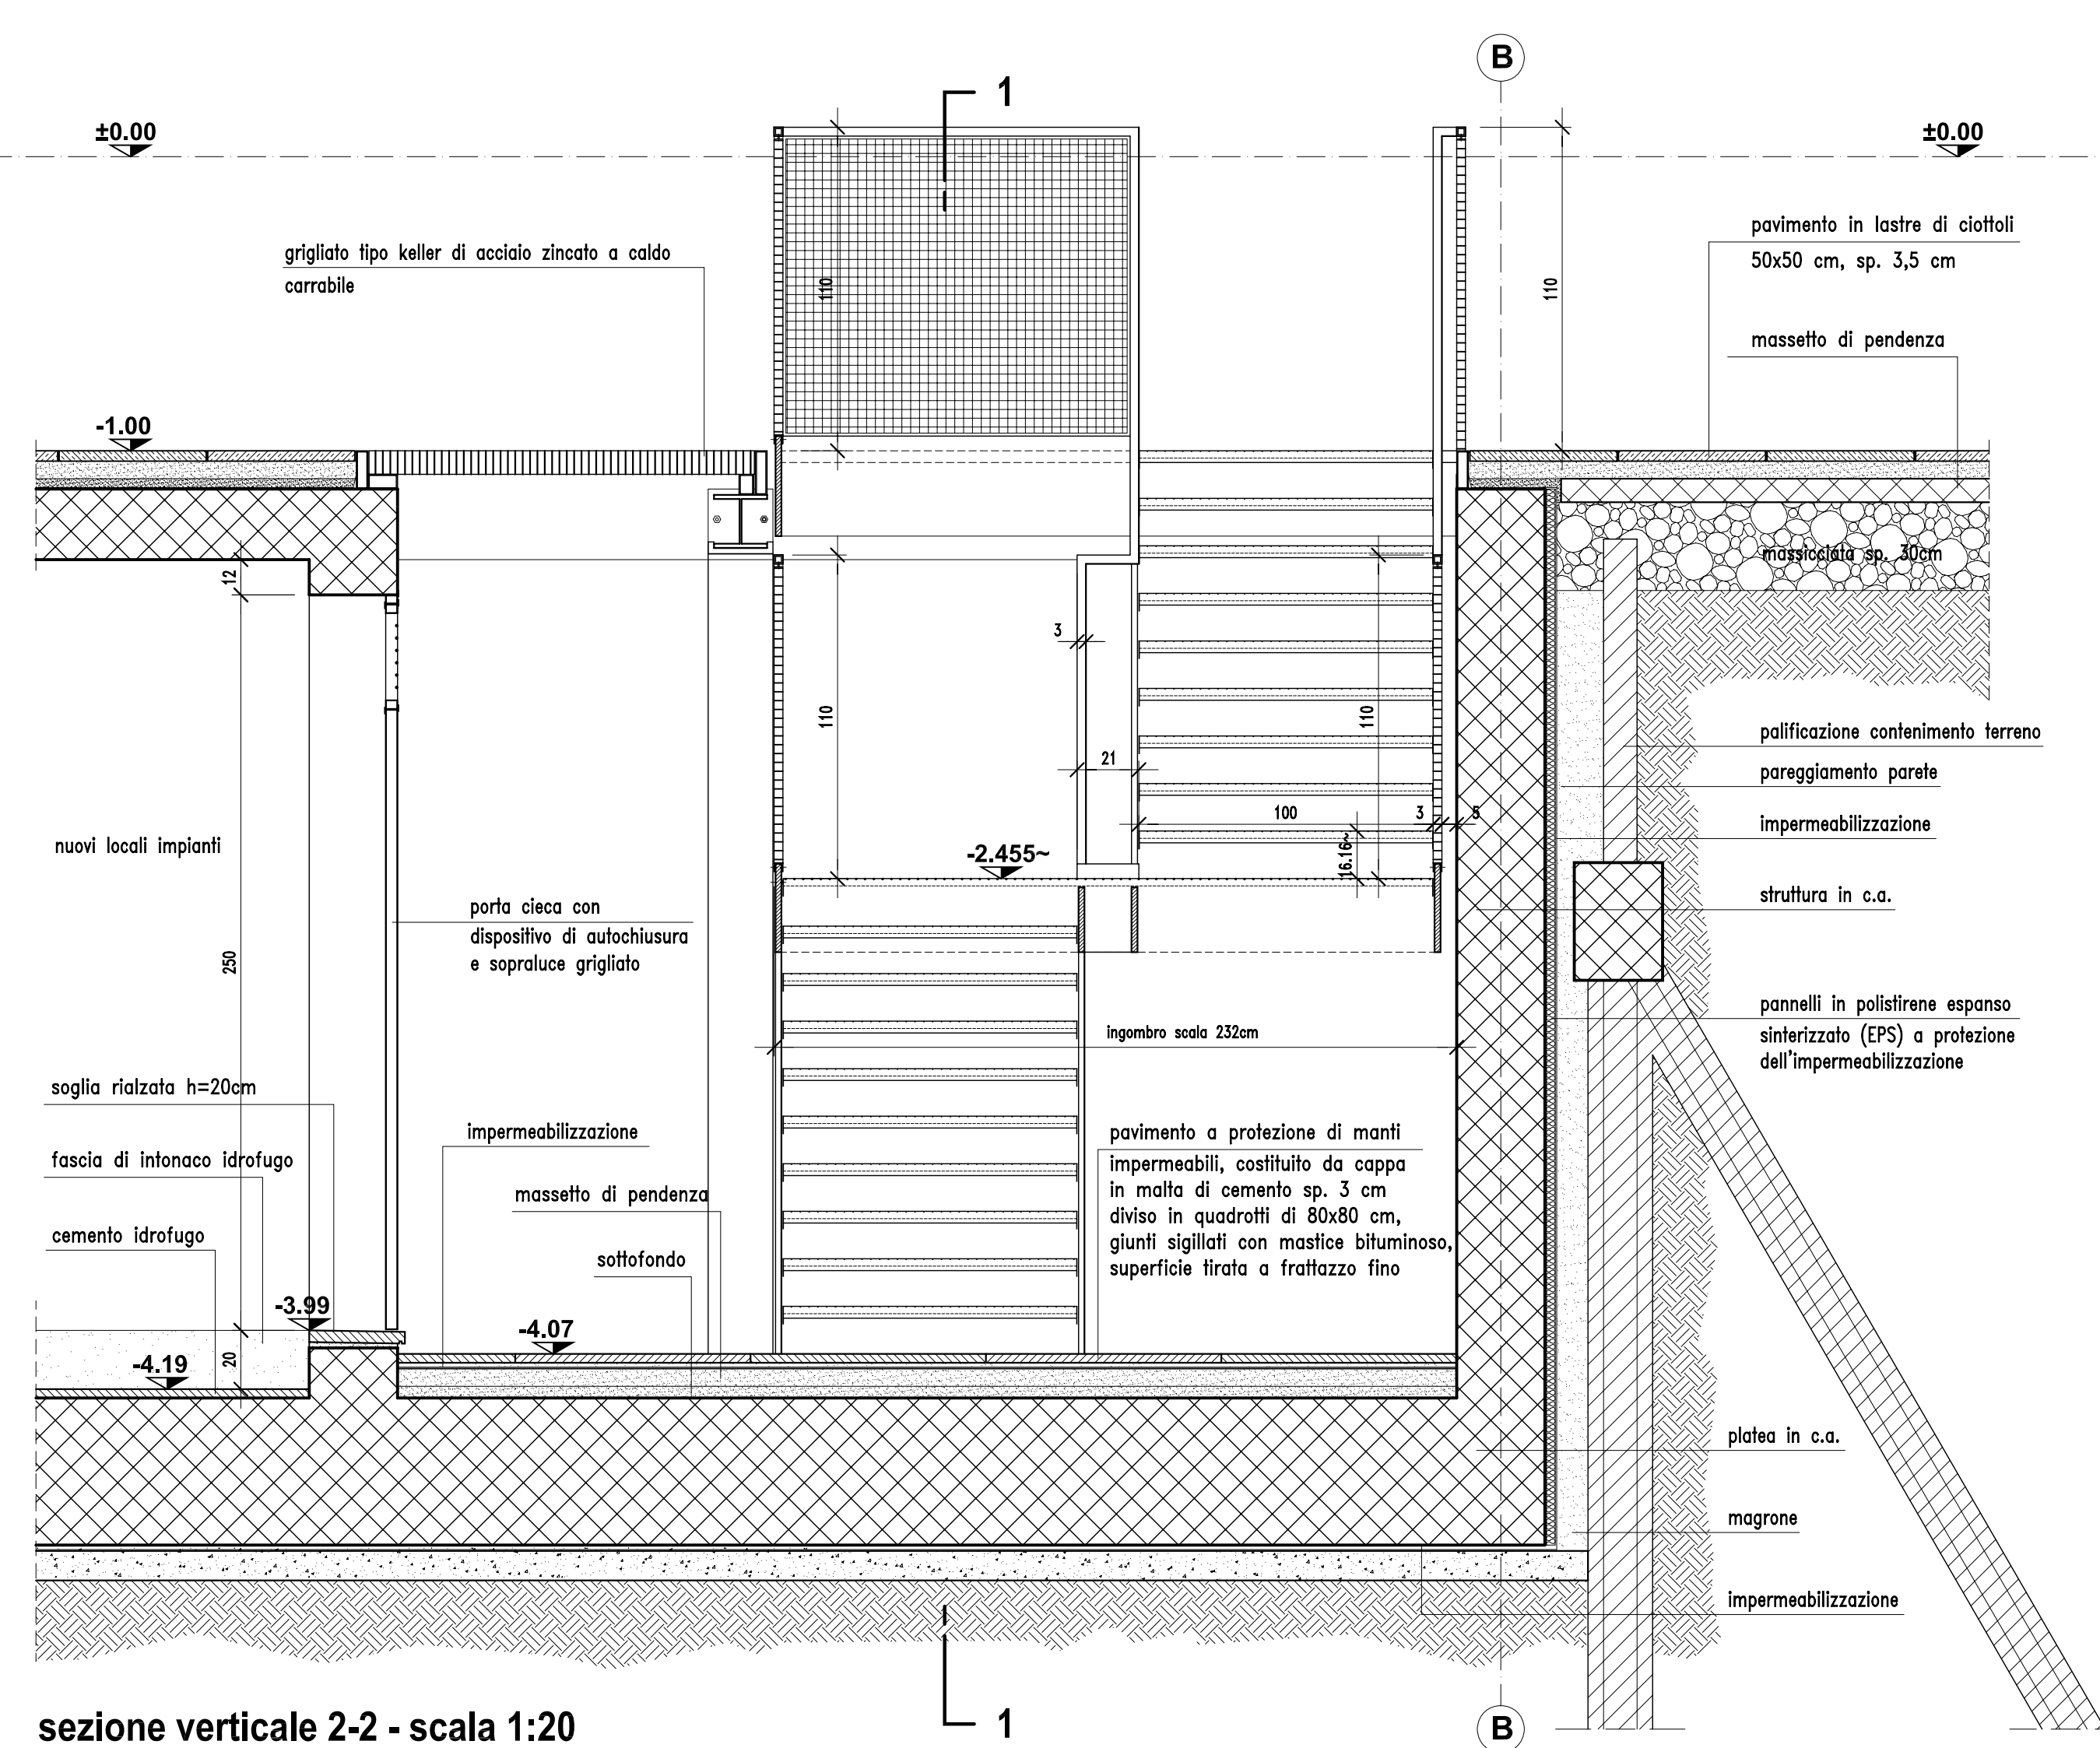 B
1
±0.00
±0.00
pavimento in lastre di ciottoli
50x50 cm, sp. 3,5 cm
grigliato tipo keller di acciaio zincato a caldo
carrabile
110
110
massetto di pendenza
-1.00
massicciata sp. 30cm
12
3
110
110
palificazione contenimento terreno
21
pareggiamento parete
100
3
5
impermeabilizzazione
nuovi locali impianti
-2.455~
16.16~
porta cieca con
dispositivo di autochiusura
e sopraluce grigliato
struttura in c.a.
250
pannelli in polistirene espanso
sinterizzato (EPS) a protezione
dell'impermeabilizzazione
ingombro scala 232cm
soglia rialzata h=20cm
impermeabilizzazione
pavimento a protezione di manti
impermeabili, costituito da cappa
in malta di cemento sp. 3 cm
diviso in quadrotti di 80x80 cm,
giunti sigillati con mastice bituminoso,
superficie tirata a frattazzo fino
fascia di intonaco idrofugo
massetto di pendenza
cemento idrofugo
sottofondo
-3.99
-4.07
-4.19
20
platea in c.a.
magrone
impermeabilizzazione
sezione verticale 2-2 - scala 1:20
1
B